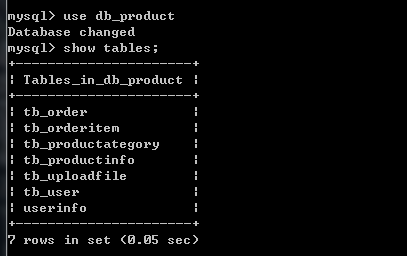 mysql> use db_product
Database changed
mysql> show tables;
+----------------------+
| Tables_in_db_product |
+----------------------+
| tb_order             |
| tb_orderitem         |
| tb_productategory    |
| tb_productinfo       |
| tb_uploadfile        |
| tb_user              |
| userinfo             |
+----------------------+
7 rows in set (0.05 sec)